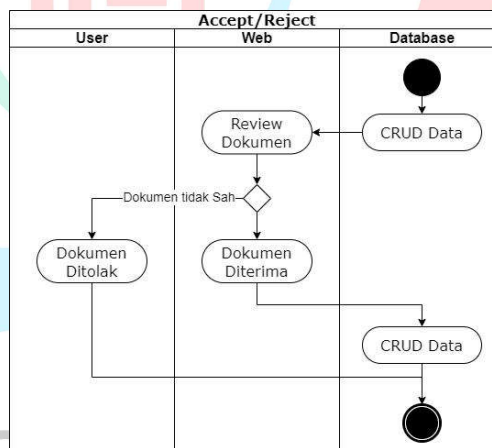 Accept/Reject
User
Web
Database
Review
Dokumen
CRUD Data
Dokumen tidak Sah
Dokumen
Ditolak
Dokumen
Diterima
CRUD Data